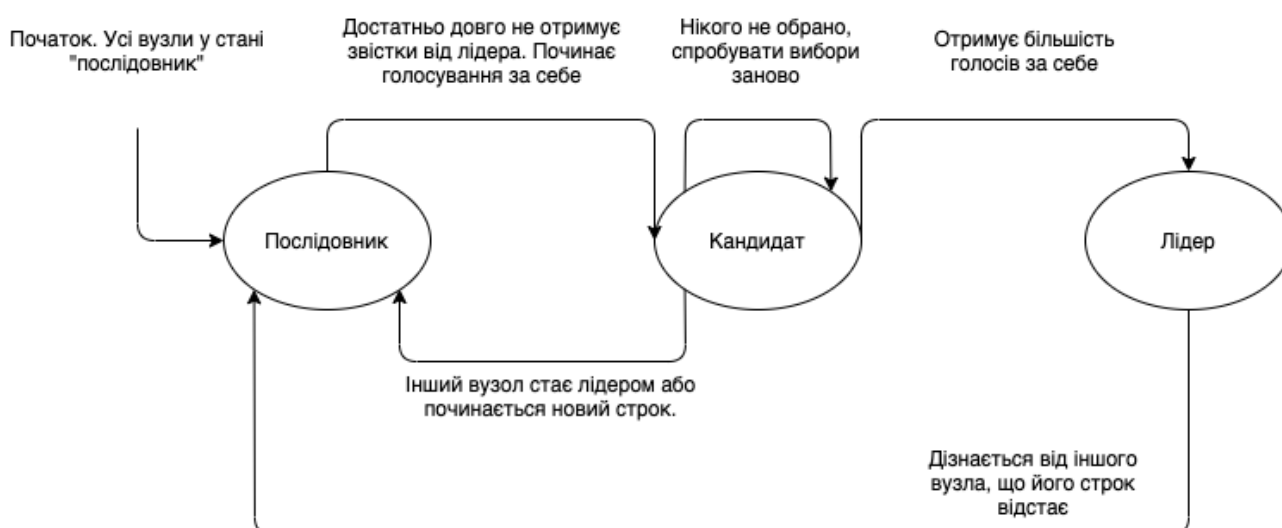 Початок. Усі вузли у стані
"послідовник"
Достатньо довго не отримує
звістки від лідера. Починає
голосування за себе
Нікого не обрано,
спробувати вибори
заново
Отримує більшість
голосів за себе
Послідовник
Кандидат
Лідер
Інший вузол стає лідером або
починається новий строк.
Дізнається від іншого
вузла, що його строк
відстає